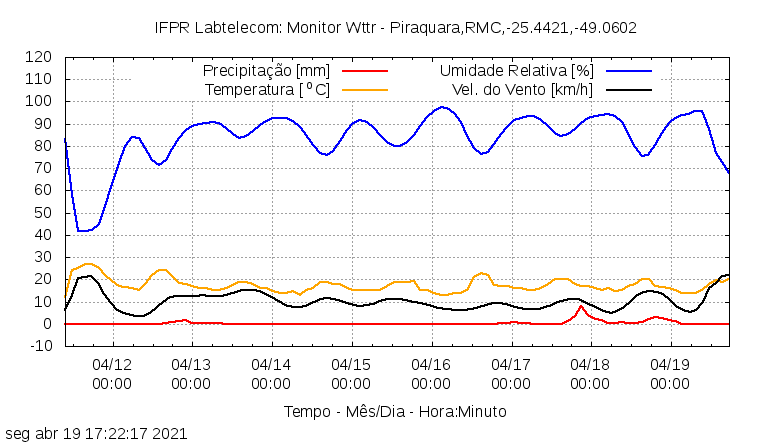 IFPR Labtelecom: Monitor Wttr - Piraquara,RMC,-25.4421,-49.0602
Precipitação [mm]
Temperatura [ ⁰C]
Umidade Relativa [%]
Vel. do Vento [km/h]
120
110
100
90
80
70
60
50
40
30
20
10
0
-10
04/12 04/13 04/14 04/15 04/16 04/17 04/18 04/19
00:00 00:00 00:00 00:00 00:00 00:00 00:00 00:00
Tempo - Mês/Dia - Hora:Minuto
seg abr 19 17:22:17 2021